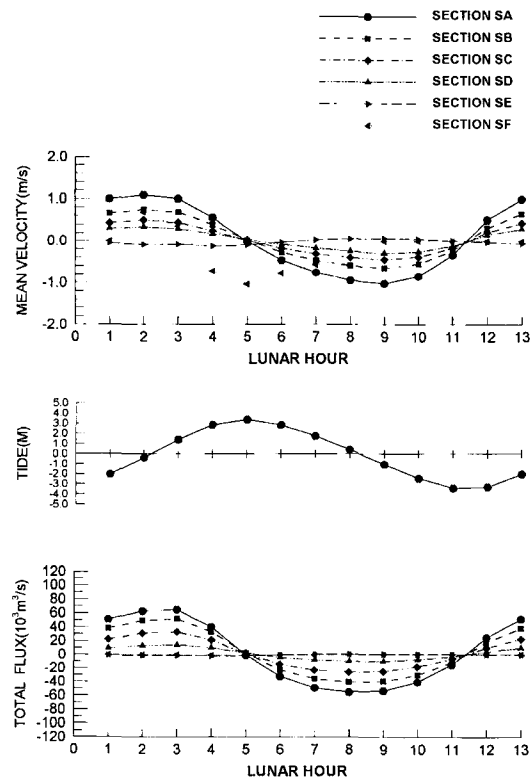 SECTION SA
SECTION SB
SECTION SC
SECTION SD
SECTION SE
SECTION SF
MEAN VELOCITY(m/s)
2.0
1.0
0.0
-1.0
-2.0
0 1 2 3 4 5 6 7 8 9 10 11 12 13
LUNAR HOUR
TIDE(M)
5.0
4.0
3.0
2.0
1.0
0.0
-1.0
-2.0
-3.0
-4.0
-5.0
TOTAL FLUX(10³m³/s)
120
100
80
60
40
20
0
-20
-40
-60
-80
-100
-120
0 1 2 3 4 5 6 7 8 9 10 11 12 13
LUNAR HOUR